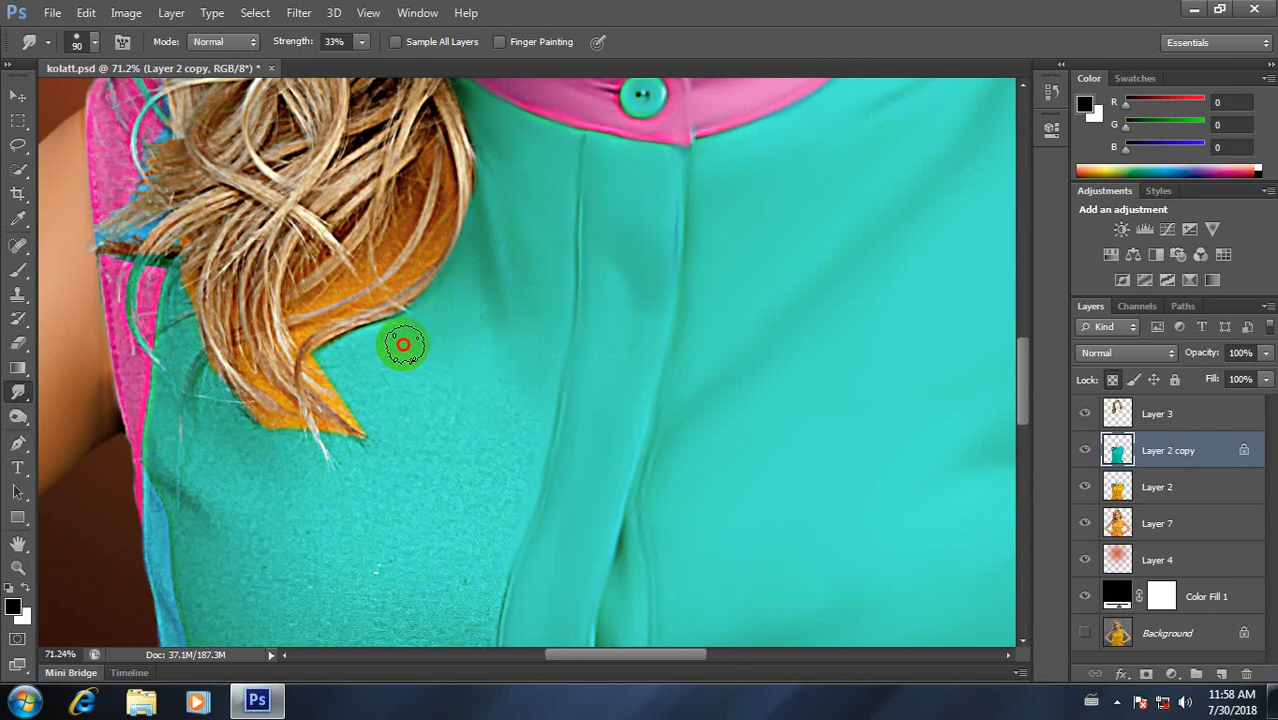 Ps File Edit Image Layer Type Select Filter 3D View Window Help
90 Mode: Normal Strength: 33% Sample All Layers Finger Painting Essentials
kolatt.psd @ 71.2% (Layer 2 copy, RGB/8*) *
Color Swatches
R 0
G 0
B 0
Adjustments Styles
Add an adjustment
Layers Channels Paths
Kind
Normal Opacity: 100%
Lock: Fill: 100%
Layer 3
Layer 2 copy
Layer 2
Layer 7
Layer 4
Color Fill 1
Background
71.24% Doc: 37.1M/187.3M
Mini Bridge Timeline
Ps
11:58 AM
7/30/2018